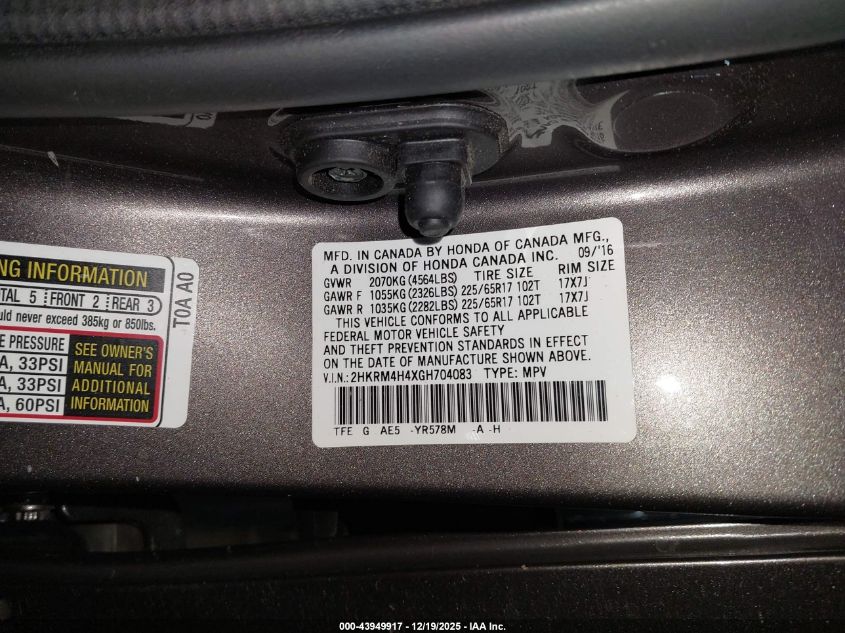 MFD. IN CANADA BY HONDA OF CANADA MFG.,
A DIVISION OF HONDA CANADA INC. 09/'16
GVWR 2070KG (4564LBS) TIRE SIZE RIM SIZE
GAWR F 1055KG (2326LBS) 225/65R17 102T 17X7J
GAWR R 1035KG (2282LBS) 225/65R17 102T 17X7J
THIS VEHICLE CONFORMS TO ALL APPLICABLE
FEDERAL MOTOR VEHICLE SAFETY
AND THEFT PREVENTION STANDARDS IN EFFECT
ON THE DATE OF MANUFACTURE SHOWN ABOVE.
V.I.N.: 2HKRM4H4XGH704083 TYPE: MPV
TFE G AE5 -YR578M -A -H
INFORMATION
5 FRONT 2 REAR 3
never exceed 385kg or 850lbs.
PRESSURE
33PSI
33PSI
60PSI
SEE OWNER'S
MANUAL FOR
ADDITIONAL
INFORMATION
T0A A0
000-43949917 - 12/19/2025 - IAA Inc.